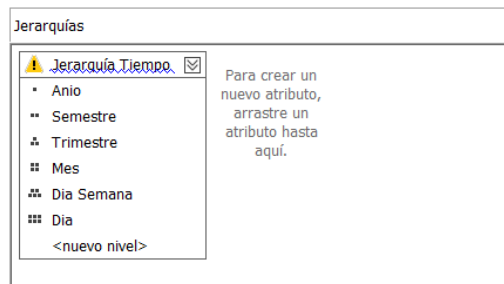 Jerarquías
Jerarquía Tiempo
Anio
Semestre
Trimestre
Mes
Dia Semana
Dia
<nuevo nivel>
Para crear un
nuevo atributo,
arrastre un
atributo hasta
aquí.